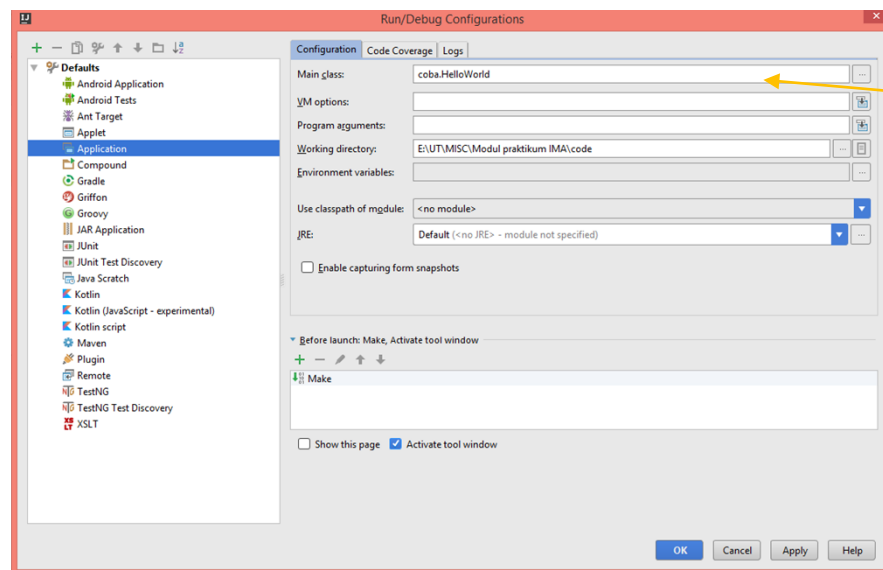 Run/Debug Configurations
Defaults
Android Application
Android Tests
Ant Target
Applet
Application
Compound
Gradle
Griffon
Groovy
JAR Application
JUnit
JUnit Test Discovery
Java Scratch
Kotlin
Kotlin (JavaScript - experimental)
Kotlin script
Maven
Plugin
Remote
TestNG
TestNG Test Discovery
XSLT
Configuration Code Coverage Logs
Main class: coba.HelloWorld
VM options:
Program arguments:
Working directory: E:\UT\MISC\Modul praktikum IMA\code
Environment variables:
Use classpath of module: <no module>
JRE: Default (<no JRE> - module not specified)
Enable capturing form snapshots
Before launch: Make, Activate tool window
Make
Show this page Activate tool window
OK Cancel Apply Help